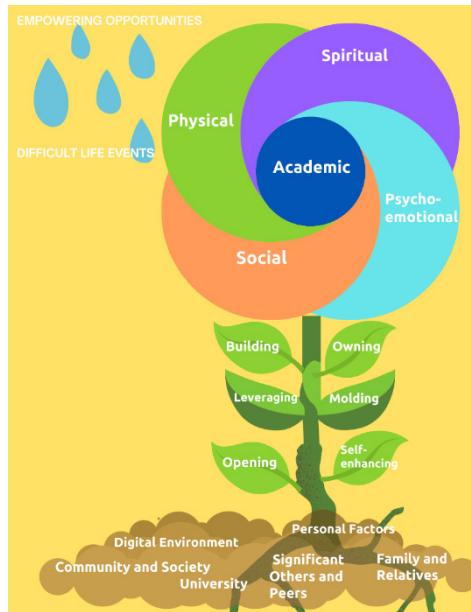 EMPOWERING OPPORTUNITIES
Spiritual
Physical
DIFFICULT LIFE EVENTS
Academic
Psycho-
emotional
Social
Building
Owning
Leveraging
Molding
Opening
Self-
enhancing
Personal Factors
Digital Environment
Community and Society
University
Significant
Others and
Peers
Family and
Relatives